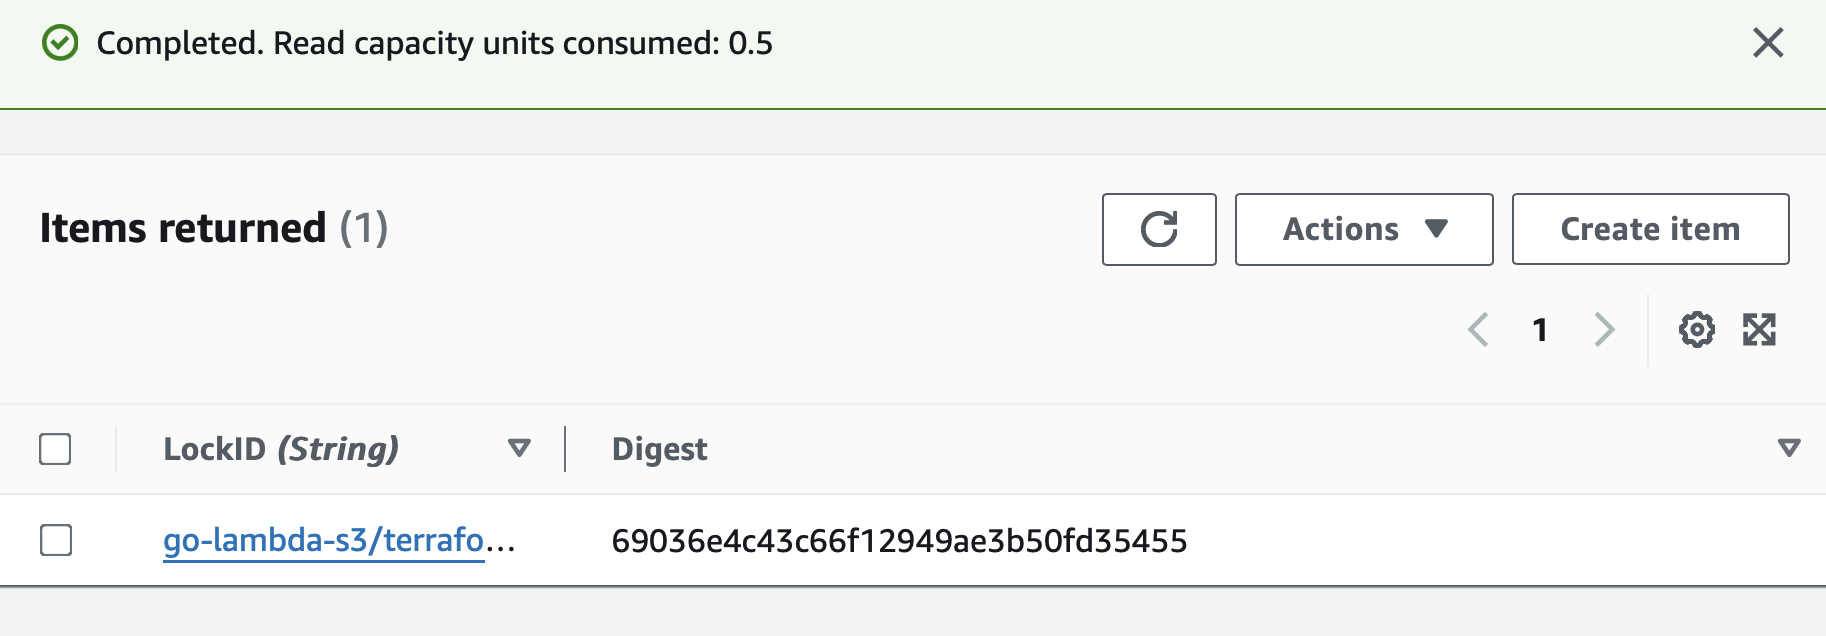 Completed. Read capacity units consumed: 0.5
Items returned (1)
Actions
Create item
1
LockID (String)
Digest
go-lambda-s3/terrafo...
69036e4c43c66f12949ae3b50fd35455